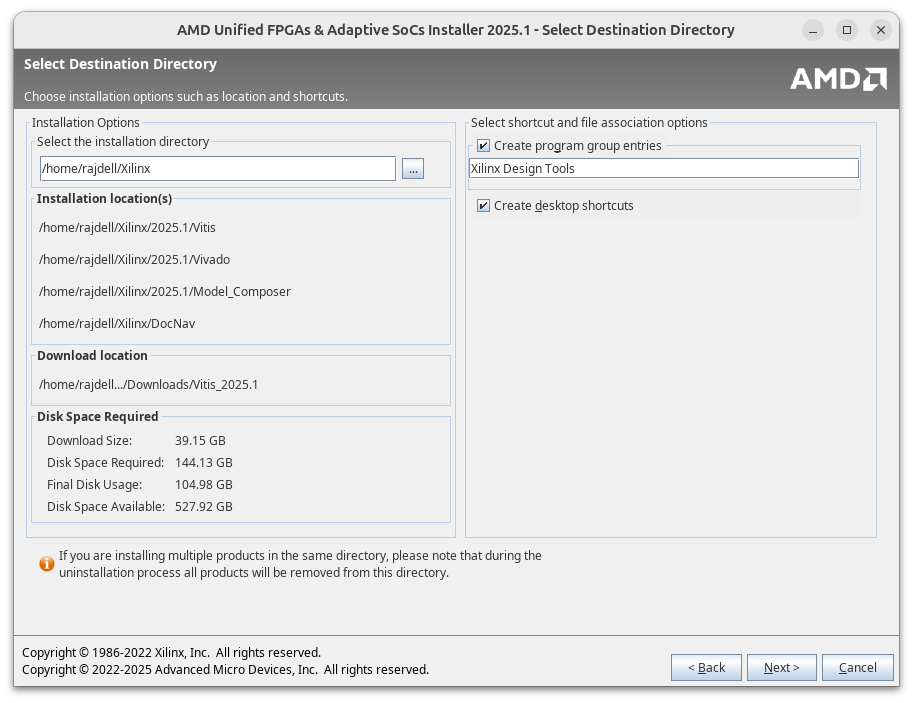 AMD Unified FPGAs & Adaptive SoCs Installer 2025.1 - Select Destination Directory
Select Destination Directory
Choose installation options such as location and shortcuts.
AMD
Installation Options
Select the installation directory
/home/rajdell/Xilinx
...
Installation location(s)
/home/rajdell/Xilinx/2025.1/Vitis
/home/rajdell/Xilinx/2025.1/Vivado
/home/rajdell/Xilinx/2025.1/Model_Composer
/home/rajdell/Xilinx/DocNav
Download location
/home/rajdell.../Downloads/Vitis_2025.1
Disk Space Required
Download Size: 39.15 GB
Disk Space Required: 144.13 GB
Final Disk Usage: 104.98 GB
Disk Space Available: 527.92 GB
Select shortcut and file association options
Create program group entries
Xilinx Design Tools
Create desktop shortcuts
If you are installing multiple products in the same directory, please note that during the
uninstallation process all products will be removed from this directory.
Copyright © 1986-2022 Xilinx, Inc. All rights reserved.
Copyright © 2022-2025 Advanced Micro Devices, Inc. All rights reserved.
< Back
Next >
Cancel